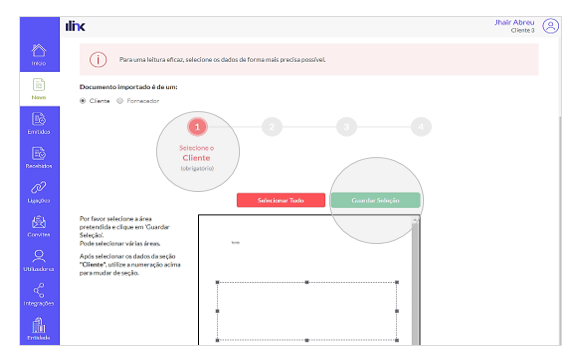 ilink
Jhair Abreu
Cliente 3
Início
Novo
Emitidos
Recebidos
Ligações
Convites
Utilizadores
Integrações
Entidade
Para uma leitura eficaz, selecione os dados de forma mais precisa possível.
Documento importado é de um:
Cliente
Fornecedor
1
2
3
4
Selecione o
Cliente
(obrigatório)
Selecionar Tudo
Guardar Seleção
Por favor selecione a área
pretendida e clique em 'Guardar
Seleção'.
Pode selecionar várias áreas.
Após selecionar os dados da seção
"Cliente", utilize a numeração acima
para mudar de seção.